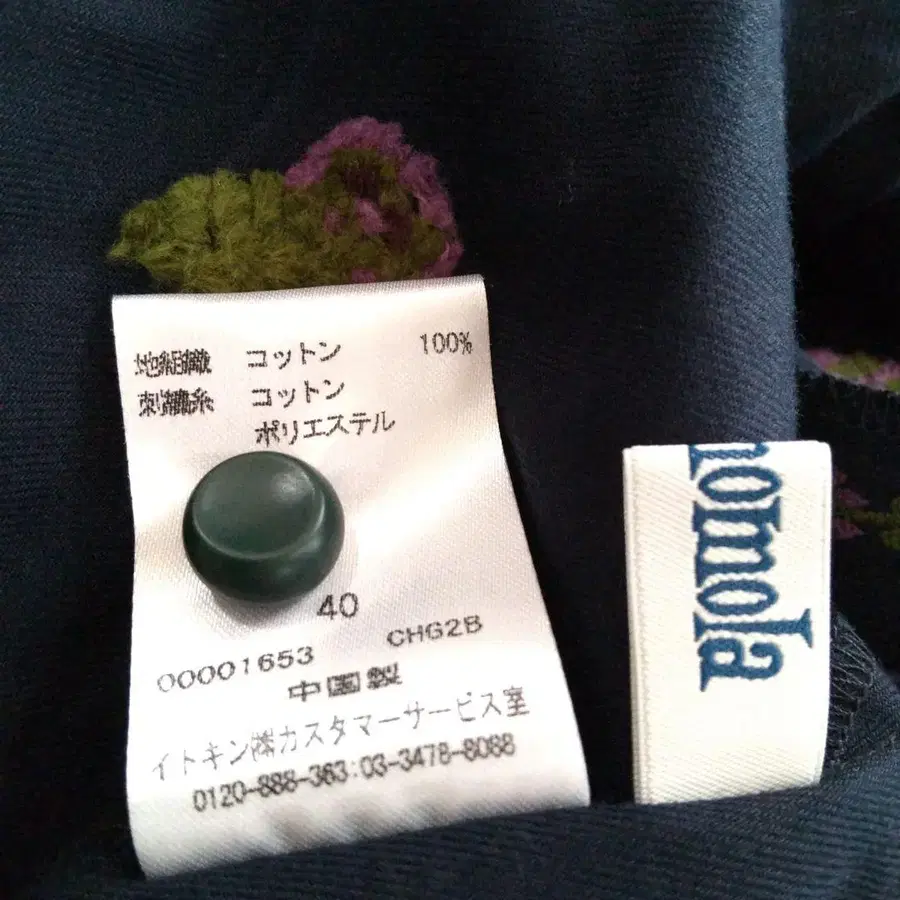 地組織 コットン 100%
刺繍糸 コットン
ポリエステル
40
00001653 CHG2B
中国製
イトキン㈱カスタマーサービス室
0120-888-363:03-3478-8088
nomola